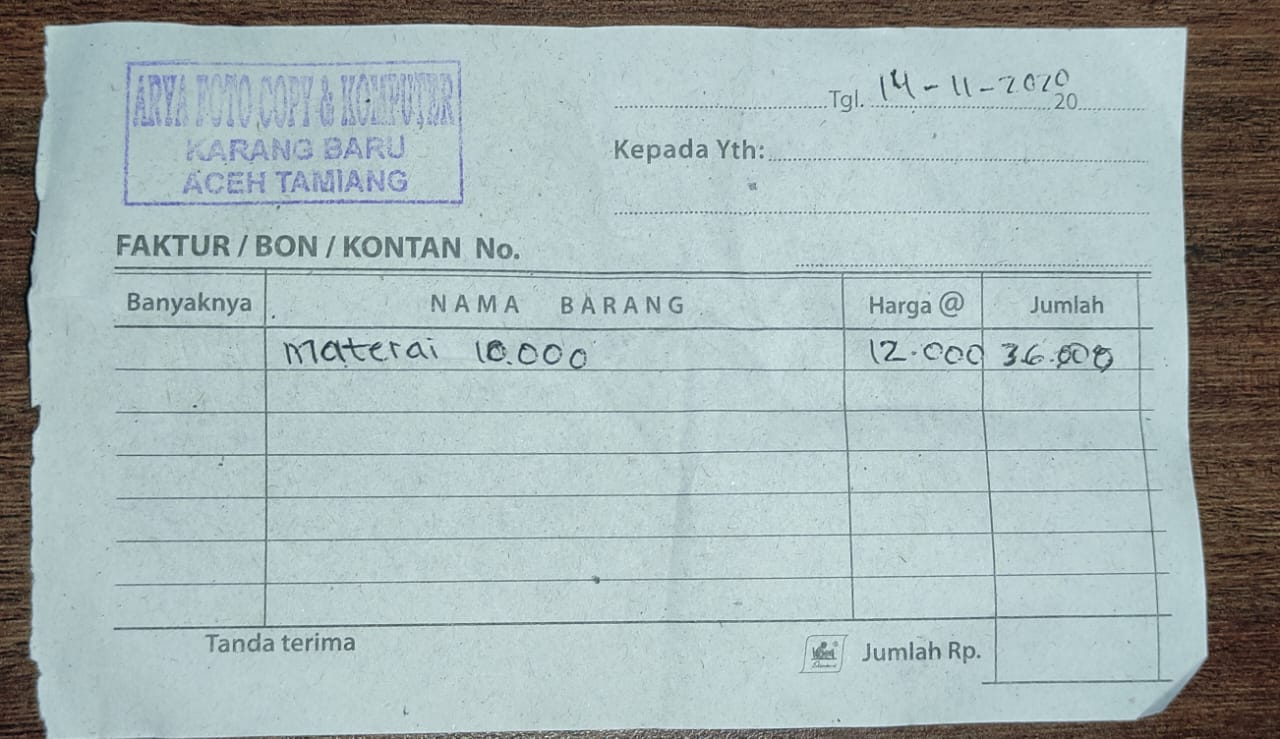 ARYA FOTO COPY & KOMPUTER
KARANG BARU
ACEH TAMIANG
Tgl. 14-11-2020
20
Kepada Yth:
FAKTUR / BON / KONTAN No.
Banyaknya NAMA BARANG Harga @ Jumlah
Materai 10.000 12.000 36.000
Tanda terima Jumlah Rp.